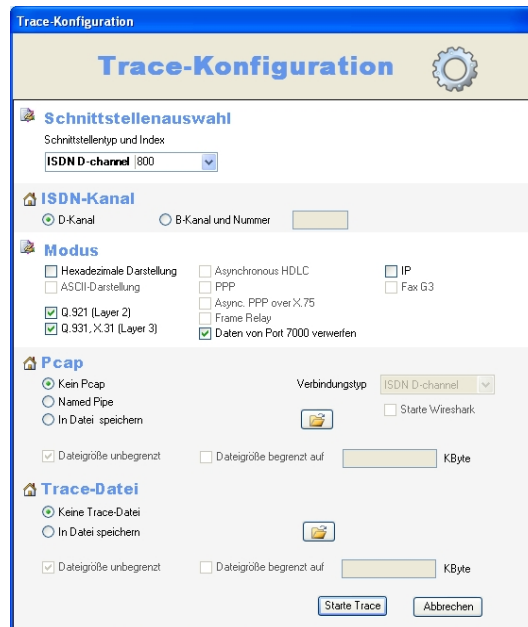 Trace-Konfiguration
Trace-Konfiguration
Schnittstellenauswahl
Schnittstellentyp und Index
ISDN D-channel 800
ISDN-Kanal
D-Kanal B-Kanal und Nummer
Modus
Hexadezimale Darstellung Asynchronous HDLC IP
ASCII-Darstellung PPP Fax G3
Async. PPP over X.75
Q.921 (Layer 2) Frame Relay
Q.931, X.31 (Layer 3) Daten von Port 7000 verwerfen
Pcap
Kein Pcap Verbindungstyp ISDN D-channel
Named Pipe Starte Wireshark
In Datei speichern
Dateigröße unbegrenzt Dateigröße begrenzt auf KByte
Trace-Datei
Keine Trace-Datei
In Datei speichern
Dateigröße unbegrenzt Dateigröße begrenzt auf KByte
Starte Trace Abbrechen